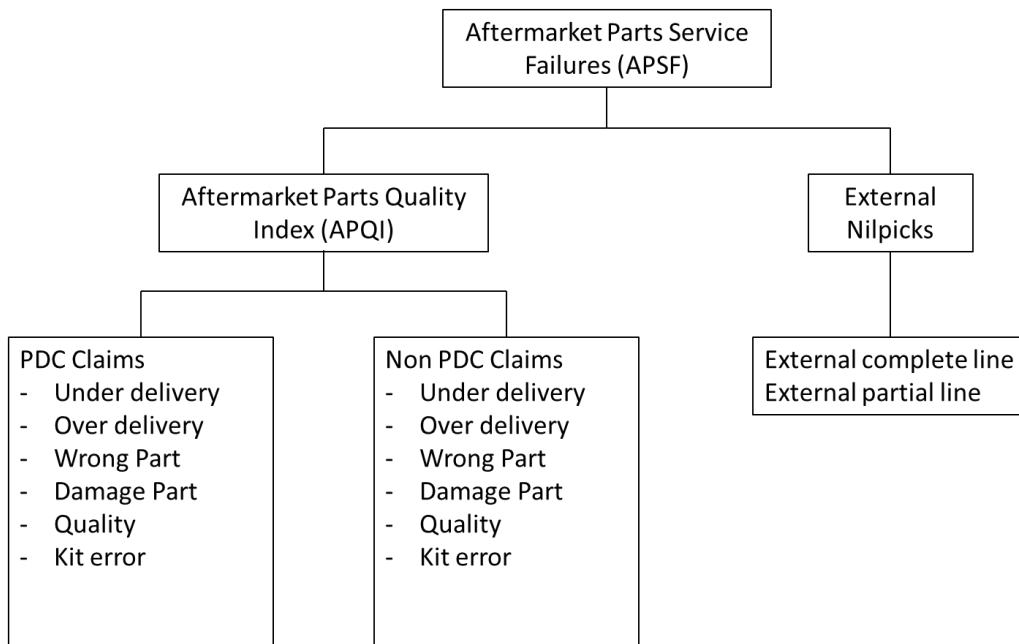 Aftermarket Parts Service
Failures (APSF)
Aftermarket Parts Quality
Index (APQI)
External
Nilpicks
PDC Claims
- Under delivery
- Over delivery
- Wrong Part
- Damage Part
- Quality
- Kit error
Non PDC Claims
- Under delivery
- Over delivery
- Wrong Part
- Damage Part
- Quality
- Kit error
External complete line
External partial line